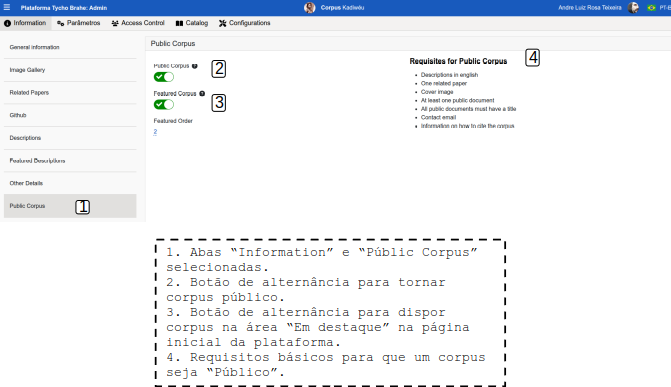 Plataforma Tycho Brahe: Admin
Corpus Kadiwéu
Andre Luiz Rosa Teixeira
PT-B
Information
Parâmetros
Access Control
Catalog
Configurations
General information
Image Gallery
Related Papers
Github
Descriptions
Featured Descriptions
Other Details
Public Corpus
1
Public Corpus
Public Corpus
2
Featured Corpus
3
Featured Order
2
Requisites for Public Corpus
4
Descriptions in english
One related paper
Cover image
At least one public document
All public documents must have a title
Contact email
Information on how to cite the corpus
1. Abas “Information” e “Públic Corpus”
selecionadas.
2. Botão de alternância para tornar
corpus público.
3. Botão de alternância para dispor
corpus na área “Em destaque” na página
inicial da plataforma.
4. Requisitos básicos para que um corpus
seja “Público”.